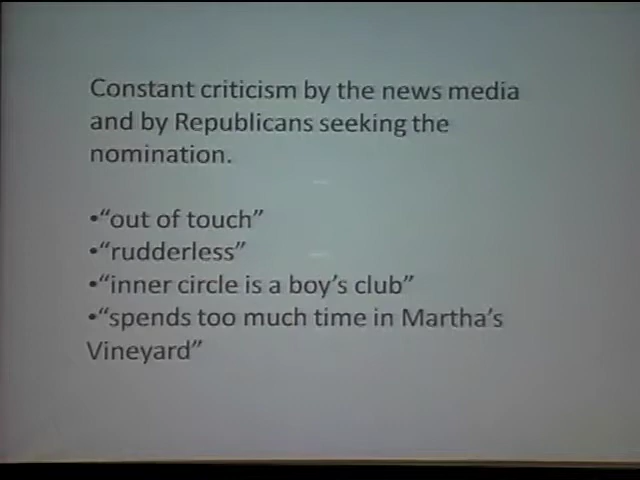 Constant criticism by the news media
and by Republicans seeking the
nomination.
•“out of touch”
•“rudderless”
•“inner circle is a boy’s club”
•“spends too much time in Martha’s
Vineyard”